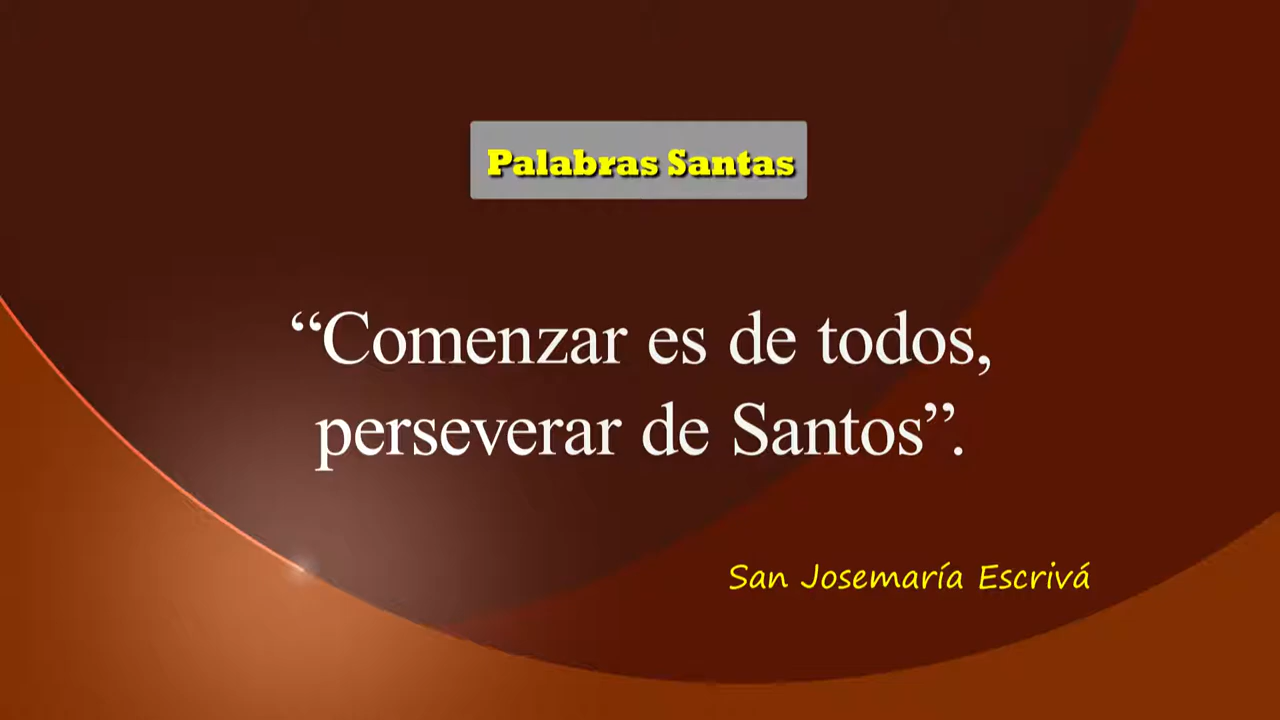 Palabras Santas
“Comenzar es de todos,
perseverar de Santos”.
San Josemaría Escrivá